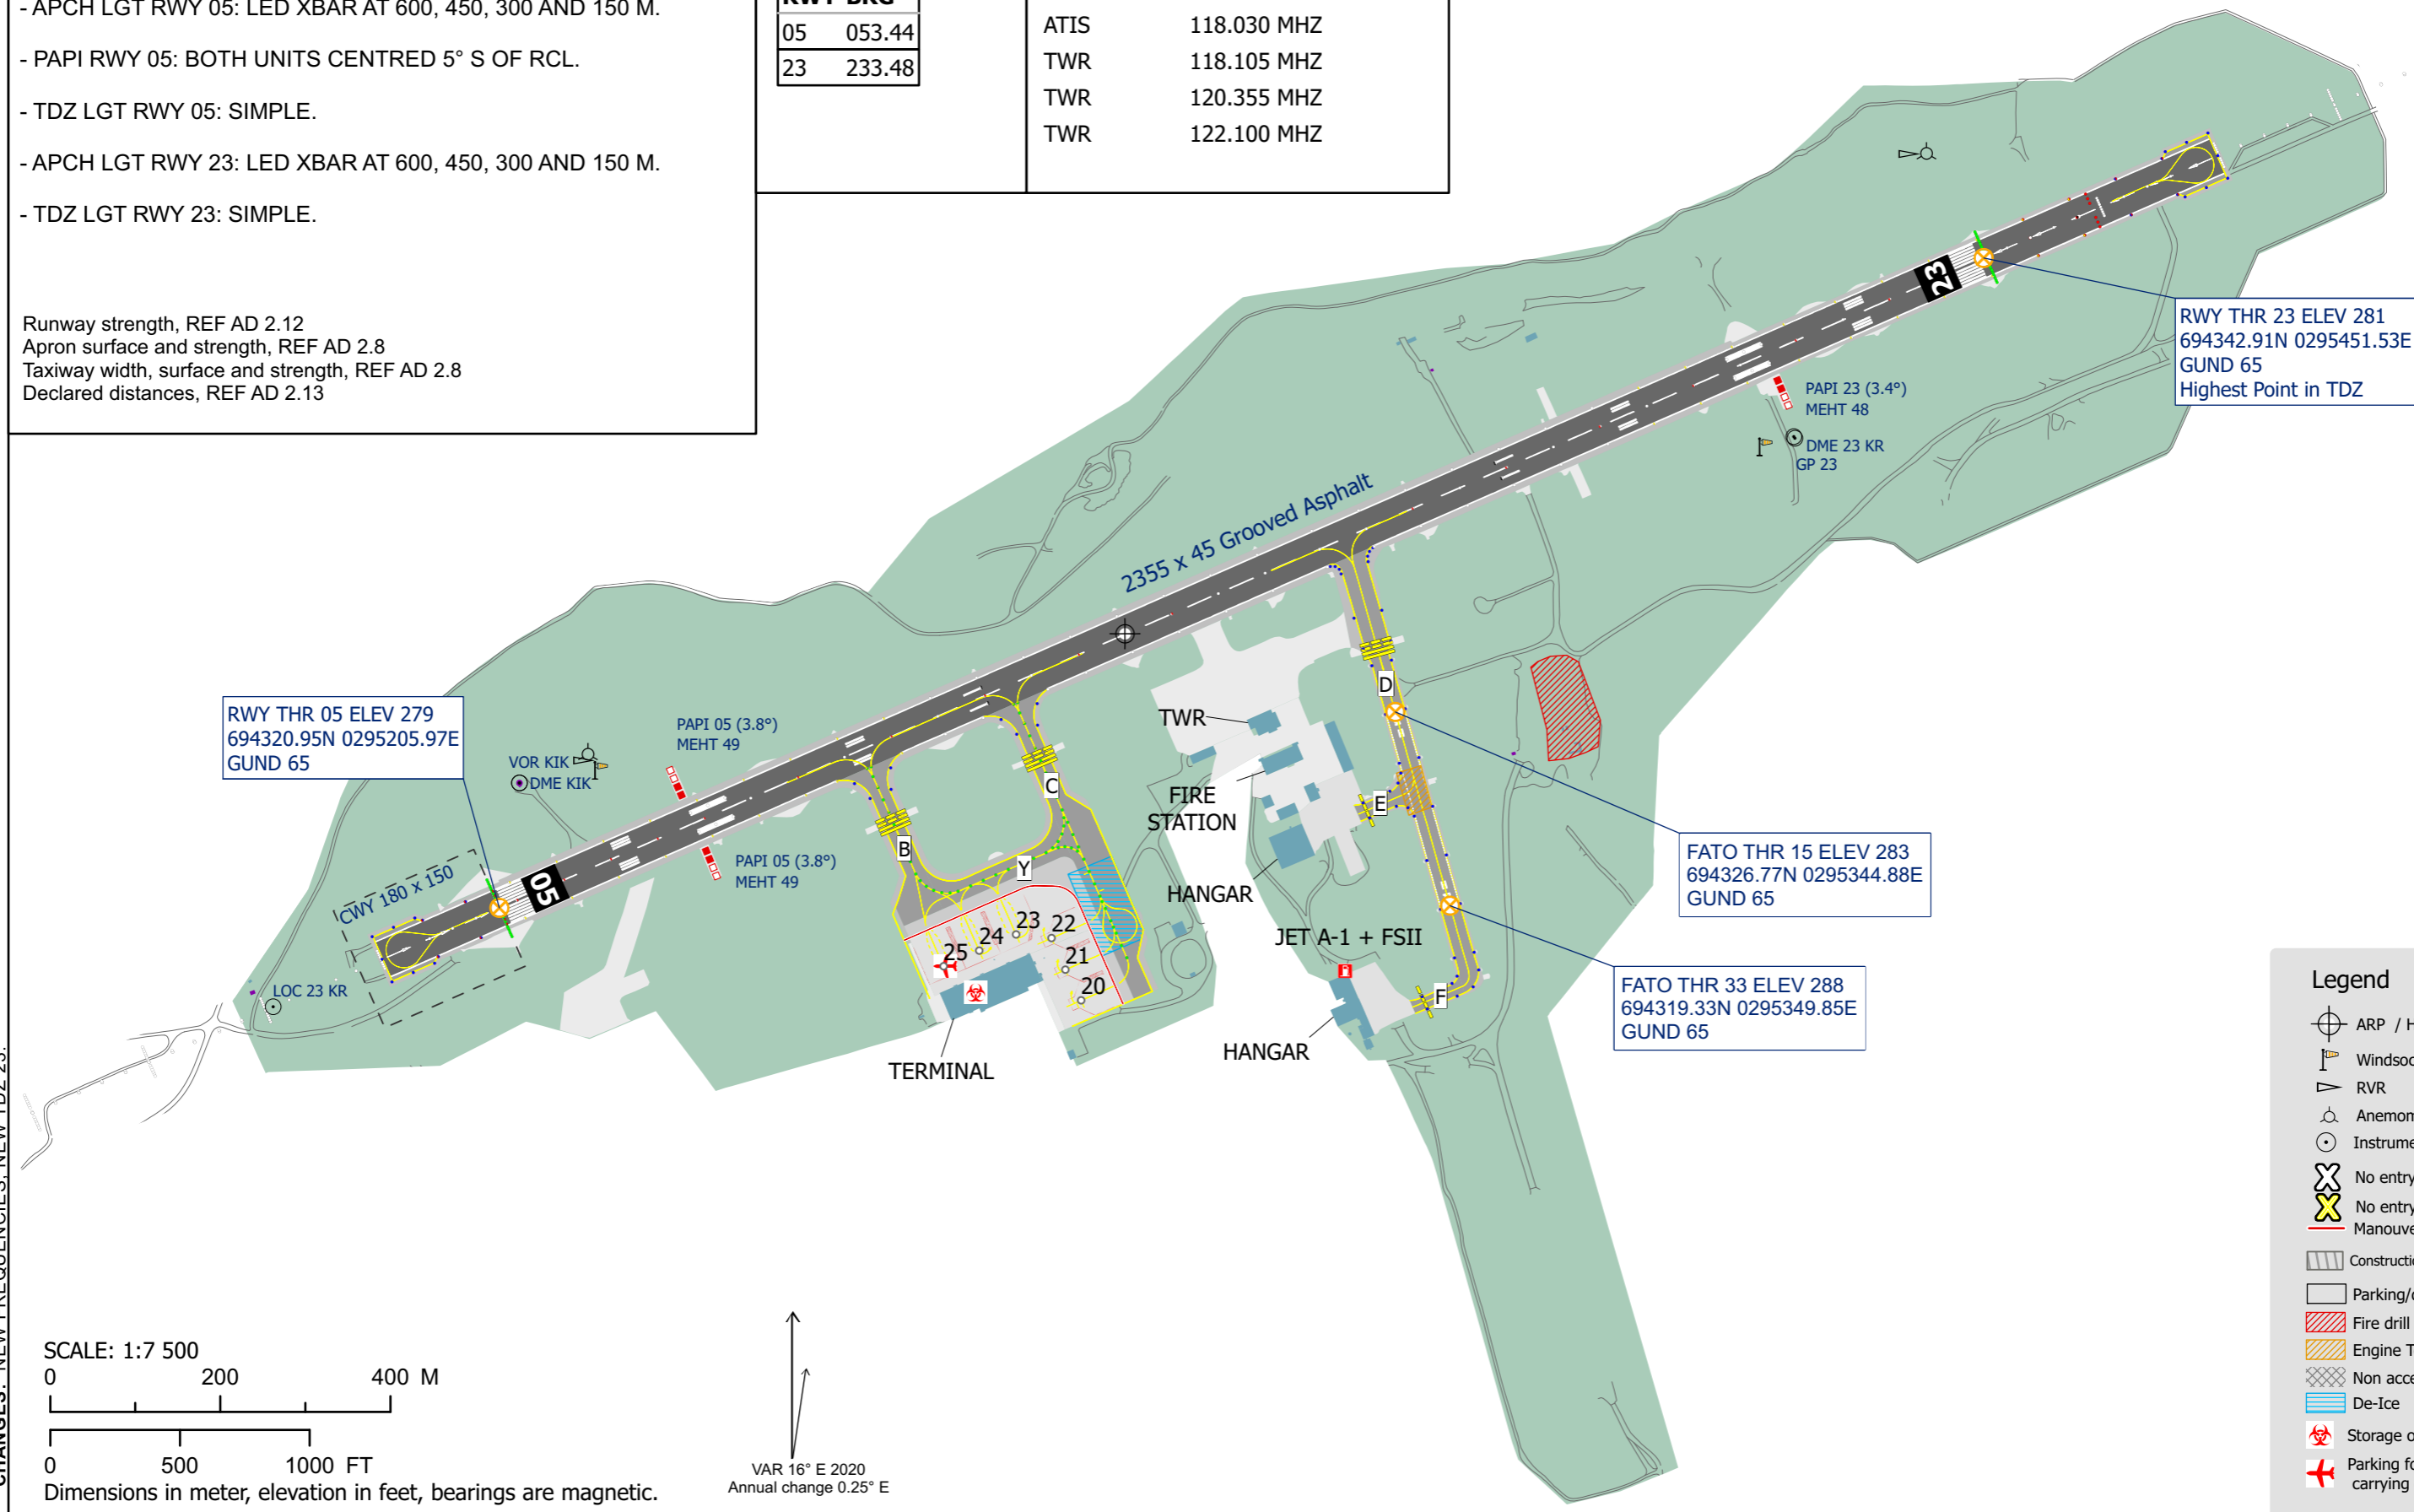 - APCH LGT RWY 05: LED XBAR AT 600, 450, 300 AND 150 M.
- PAPI RWY 05: BOTH UNITS CENTRED 5° S OF RCL.
- TDZ LGT RWY 05: SIMPLE.
- APCH LGT RWY 23: LED XBAR AT 600, 450, 300 AND 150 M.
- TDZ LGT RWY 23: SIMPLE.
Runway strength, REF AD 2.12
Apron surface and strength, REF AD 2.8
Taxiway width, surface and strength, REF AD 2.8
Declared distances, REF AD 2.13
RWY BRG
05 053.44
23 233.48
ATIS 118.030 MHZ
TWR 118.105 MHZ
TWR 120.355 MHZ
TWR 122.100 MHZ
23
RWY THR 23 ELEV 281
694342.91N 0295451.53E
GUND 65
Highest Point in TDZ
PAPI 23 (3.4°)
MEHT 48
DME 23 KR
GP 23
2355 x 45 Grooved Asphalt
RWY THR 05 ELEV 279
694320.95N 0295205.97E
GUND 65
VOR KIK
DME KIK
PAPI 05 (3.8°)
MEHT 49
PAPI 05 (3.8°)
MEHT 49
CWY 180 x 150
05
LOC 23 KR
B
C
Y
D
E
F
TWR
FIRE
STATION
HANGAR
JET A-1 + FSII
HANGAR
TERMINAL
25
24
23
22
21
20
FATO THR 15 ELEV 283
694326.77N 0295344.88E
GUND 65
FATO THR 33 ELEV 288
694319.33N 0295349.85E
GUND 65
Legend
ARP / H
Windsoc
RVR
Anemom
Instrume
No entry
No entry
Manouve
Constructi
Parking/
Fire drill
Engine T
Non acce
De-Ice
Storage o
Parking fo
carrying
CHANGES: NEW FREQUENCIES, NEW TDZ 23.
SCALE: 1:7 500
0 200 400 M
0 500 1000 FT
Dimensions in meter, elevation in feet, bearings are magnetic.
VAR 16° E 2020
Annual change 0.25° E